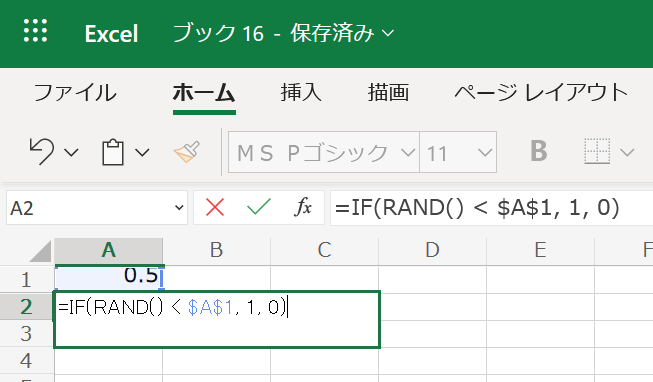 Excel ブック 16 - 保存済み
ファイル ホーム 挿入 描画 ページ レイアウト
ＭＳ Ｐゴシック 11 B
A2 fx =IF(RAND() < $A$1, 1, 0)
A B C D E F
1 0.5
2 =IF(RAND() < $A$1, 1, 0)
3
4